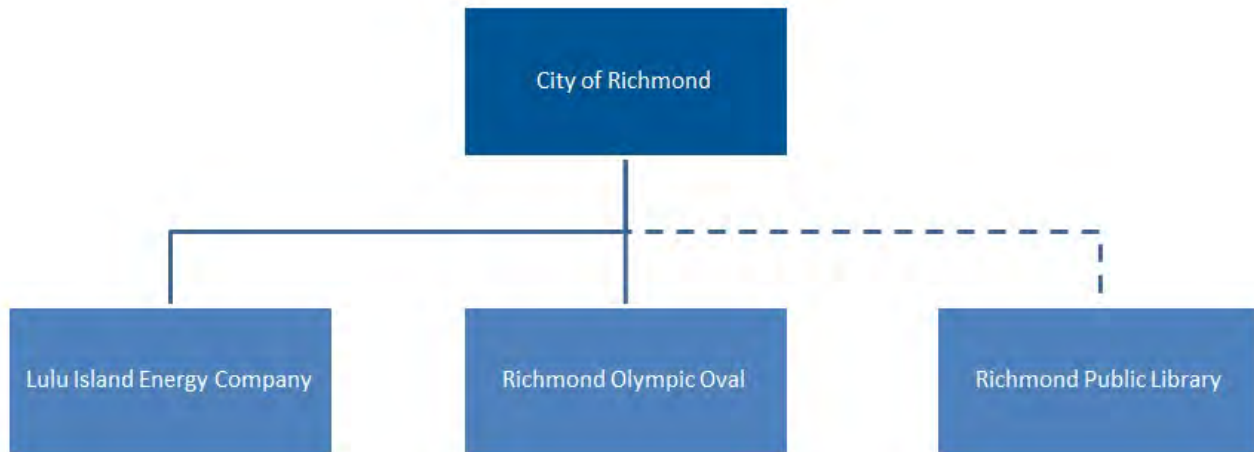 City of Richmond
Lulu Island Energy Company
Richmond Olympic Oval
Richmond Public Library